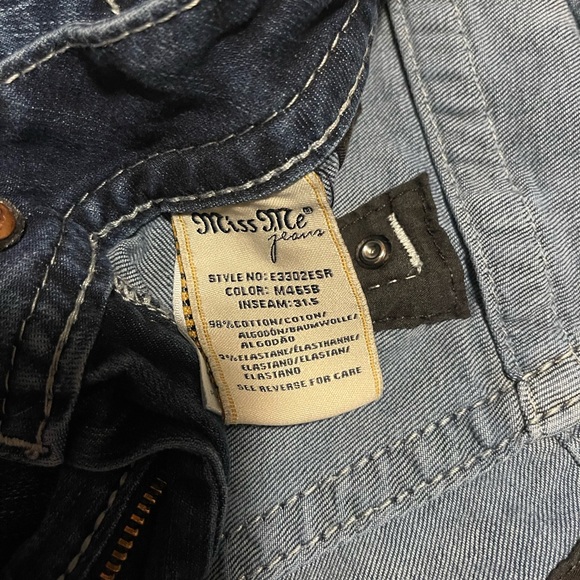 Miss Me®
jeans
STYLE NO: E3302ESR
COLOR: M465B
INSEAM: 31.5
98% COTTON/COTON/
ALGODÓN/BAUMWOLLE/
ALGODÃO
2% ELASTANE/ÉLASTHANNE/
ELASTANO/ELASTAN/
ELASTANO
SEE REVERSE FOR CARE